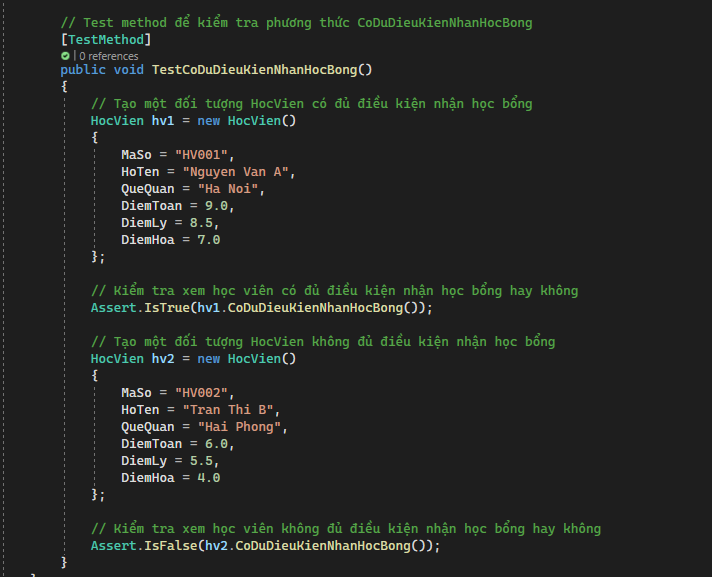 // Test method để kiểm tra phương thức CoDuDieuKienNhanHocBong
[TestMethod]
| 0 references
public void TestCoDuDieuKienNhanHocBong()
{
// Tạo một đối tượng HocVien có đủ điều kiện nhận học bổng
HocVien hv1 = new HocVien()
{
MaSo = "HV001",
HoTen = "Nguyen Van A",
QueQuan = "Ha Noi",
DiemToan = 9.0,
DiemLy = 8.5,
DiemHoa = 7.0
};
// Kiểm tra xem học viên có đủ điều kiện nhận học bổng hay không
Assert.IsTrue(hv1.CoDuDieuKienNhanHocBong());
// Tạo một đối tượng HocVien không đủ điều kiện nhận học bổng
HocVien hv2 = new HocVien()
{
MaSo = "HV002",
HoTen = "Tran Thi B",
QueQuan = "Hai Phong",
DiemToan = 6.0,
DiemLy = 5.5,
DiemHoa = 4.0
};
// Kiểm tra xem học viên không đủ điều kiện nhận học bổng hay không
Assert.IsFalse(hv2.CoDuDieuKienNhanHocBong());
}
}